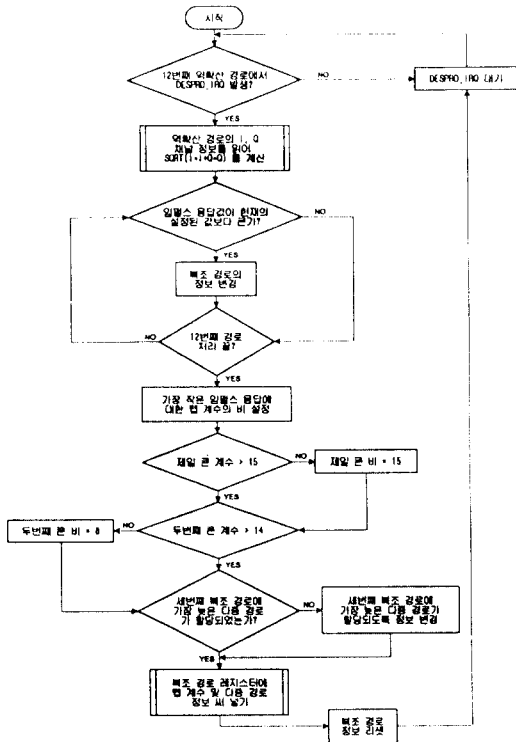 시작
12번째 역확산 경로에서
DESPRO_IRQ 발생?
NO
DESPRO_IRQ 대기
YES
역확산 경로의 I, Q
채널 정보를 읽어
SQRT(I*I+Q*Q) 를 계산
임펄스 응답값이 현재의
설정된 값보다 큰가?
NO
YES
복조 경로의
정보 변경
NO
12번째 경로
처리 끝?
YES
가장 작은 임펄스 응답에
대한 탭 계수의 비 설정
제일 큰 계수 > 15
NO
제일 큰 비 = 15
YES
두번째 큰 비 = 8
NO
두번째 큰 계수 > 14
YES
세번째 복조 경로에
가장 늦은 다중 경로
가 할당되었는가?
NO
세번째 복조 경로에
가장 늦은 다중 경로가
할당되도록 정보 변경
YES
복조 경로 레지스터에
탭 계수 및 다중 경로
정보 써 넣기
복조 경로
정보 리셋